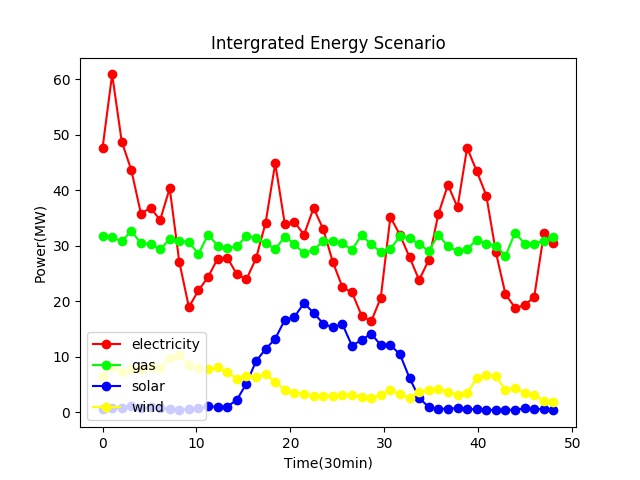 Intergrated Energy Scenario
Power(MW)
60
50
40
30
20
10
0
electricity
gas
solar
wind
0 10 20 30 40 50
Time(30min)